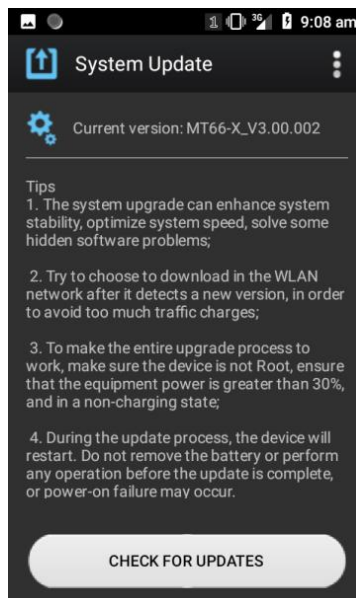 1 3G 9:08 am
System Update
Current version: MT66-X_V3.00.002
Tips
1. The system upgrade can enhance system
stability, optimize system speed, solve some
hidden software problems;
2. Try to choose to download in the WLAN
network after it detects a new version, in order
to avoid too much traffic charges;
3. To make the entire upgrade process to
work, make sure the device is not Root, ensure
that the equipment power is greater than 30%,
and in a non-charging state;
4. During the update process, the device will
restart. Do not remove the battery or perform
any operation before the update is complete,
or power-on failure may occur.
CHECK FOR UPDATES